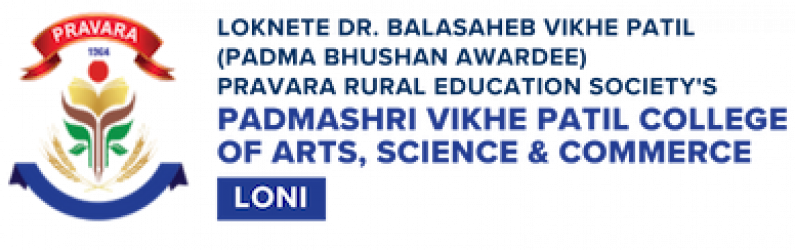 PRAVARA
1964
LOKNETE DR. BALASAHEB VIKHE PATIL
(PADMA BHUSHAN AWARDEE)
PRAVARA RURAL EDUCATION SOCIETY'S
PADMASHRI VIKHE PATIL COLLEGE
OF ARTS, SCIENCE & COMMERCE
LONI